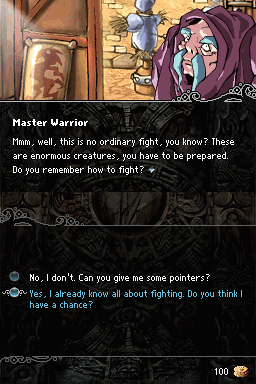 Master Warrior
Mmm, well, this is no ordinary fight, you know? These
are enormous creatures, you have to be prepared.
Do you remember how to fight?
No, I don't. Can you give me some pointers?
Yes, I already know all about fighting. Do you think I
have a chance?
100